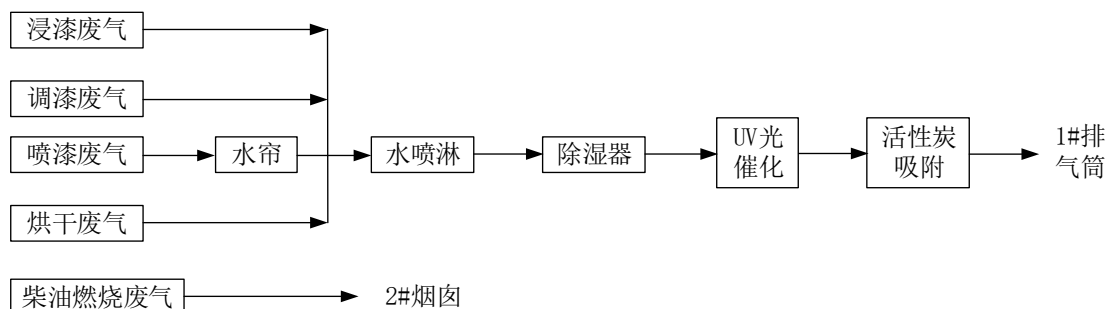 浸漆废气
调漆废气
喷漆废气
水帘
水喷淋
除湿器
UV光
催化
活性炭
吸附
1#排
气筒
烘干废气
柴油燃烧废气
2#烟囱